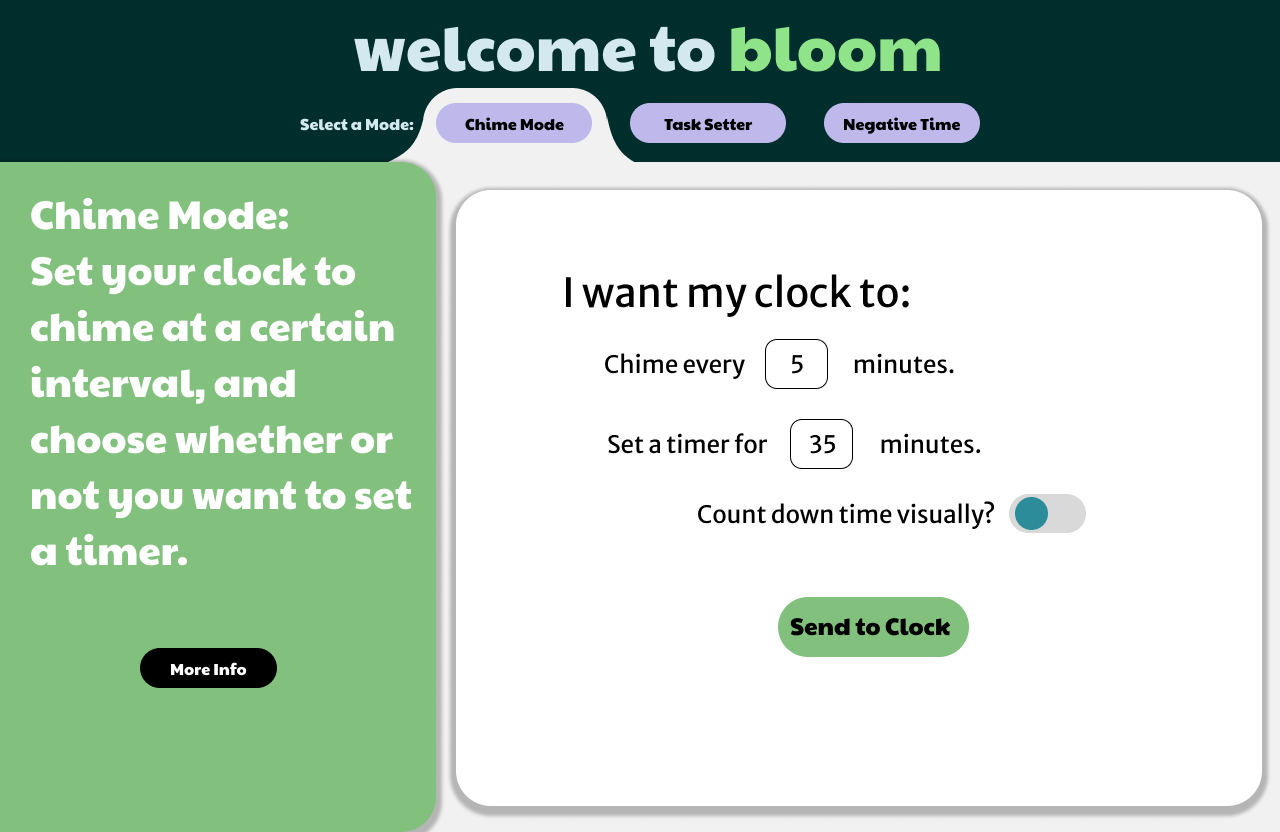 welcome to bloom
Select a Mode: Chime Mode Task Setter Negative Time
Chime Mode:
Set your clock to
chime at a certain
interval, and
choose whether or
not you want to set
a timer.
More Info
I want my clock to:
Chime every 5 minutes.
Set a timer for 35 minutes.
Count down time visually?
Send to Clock